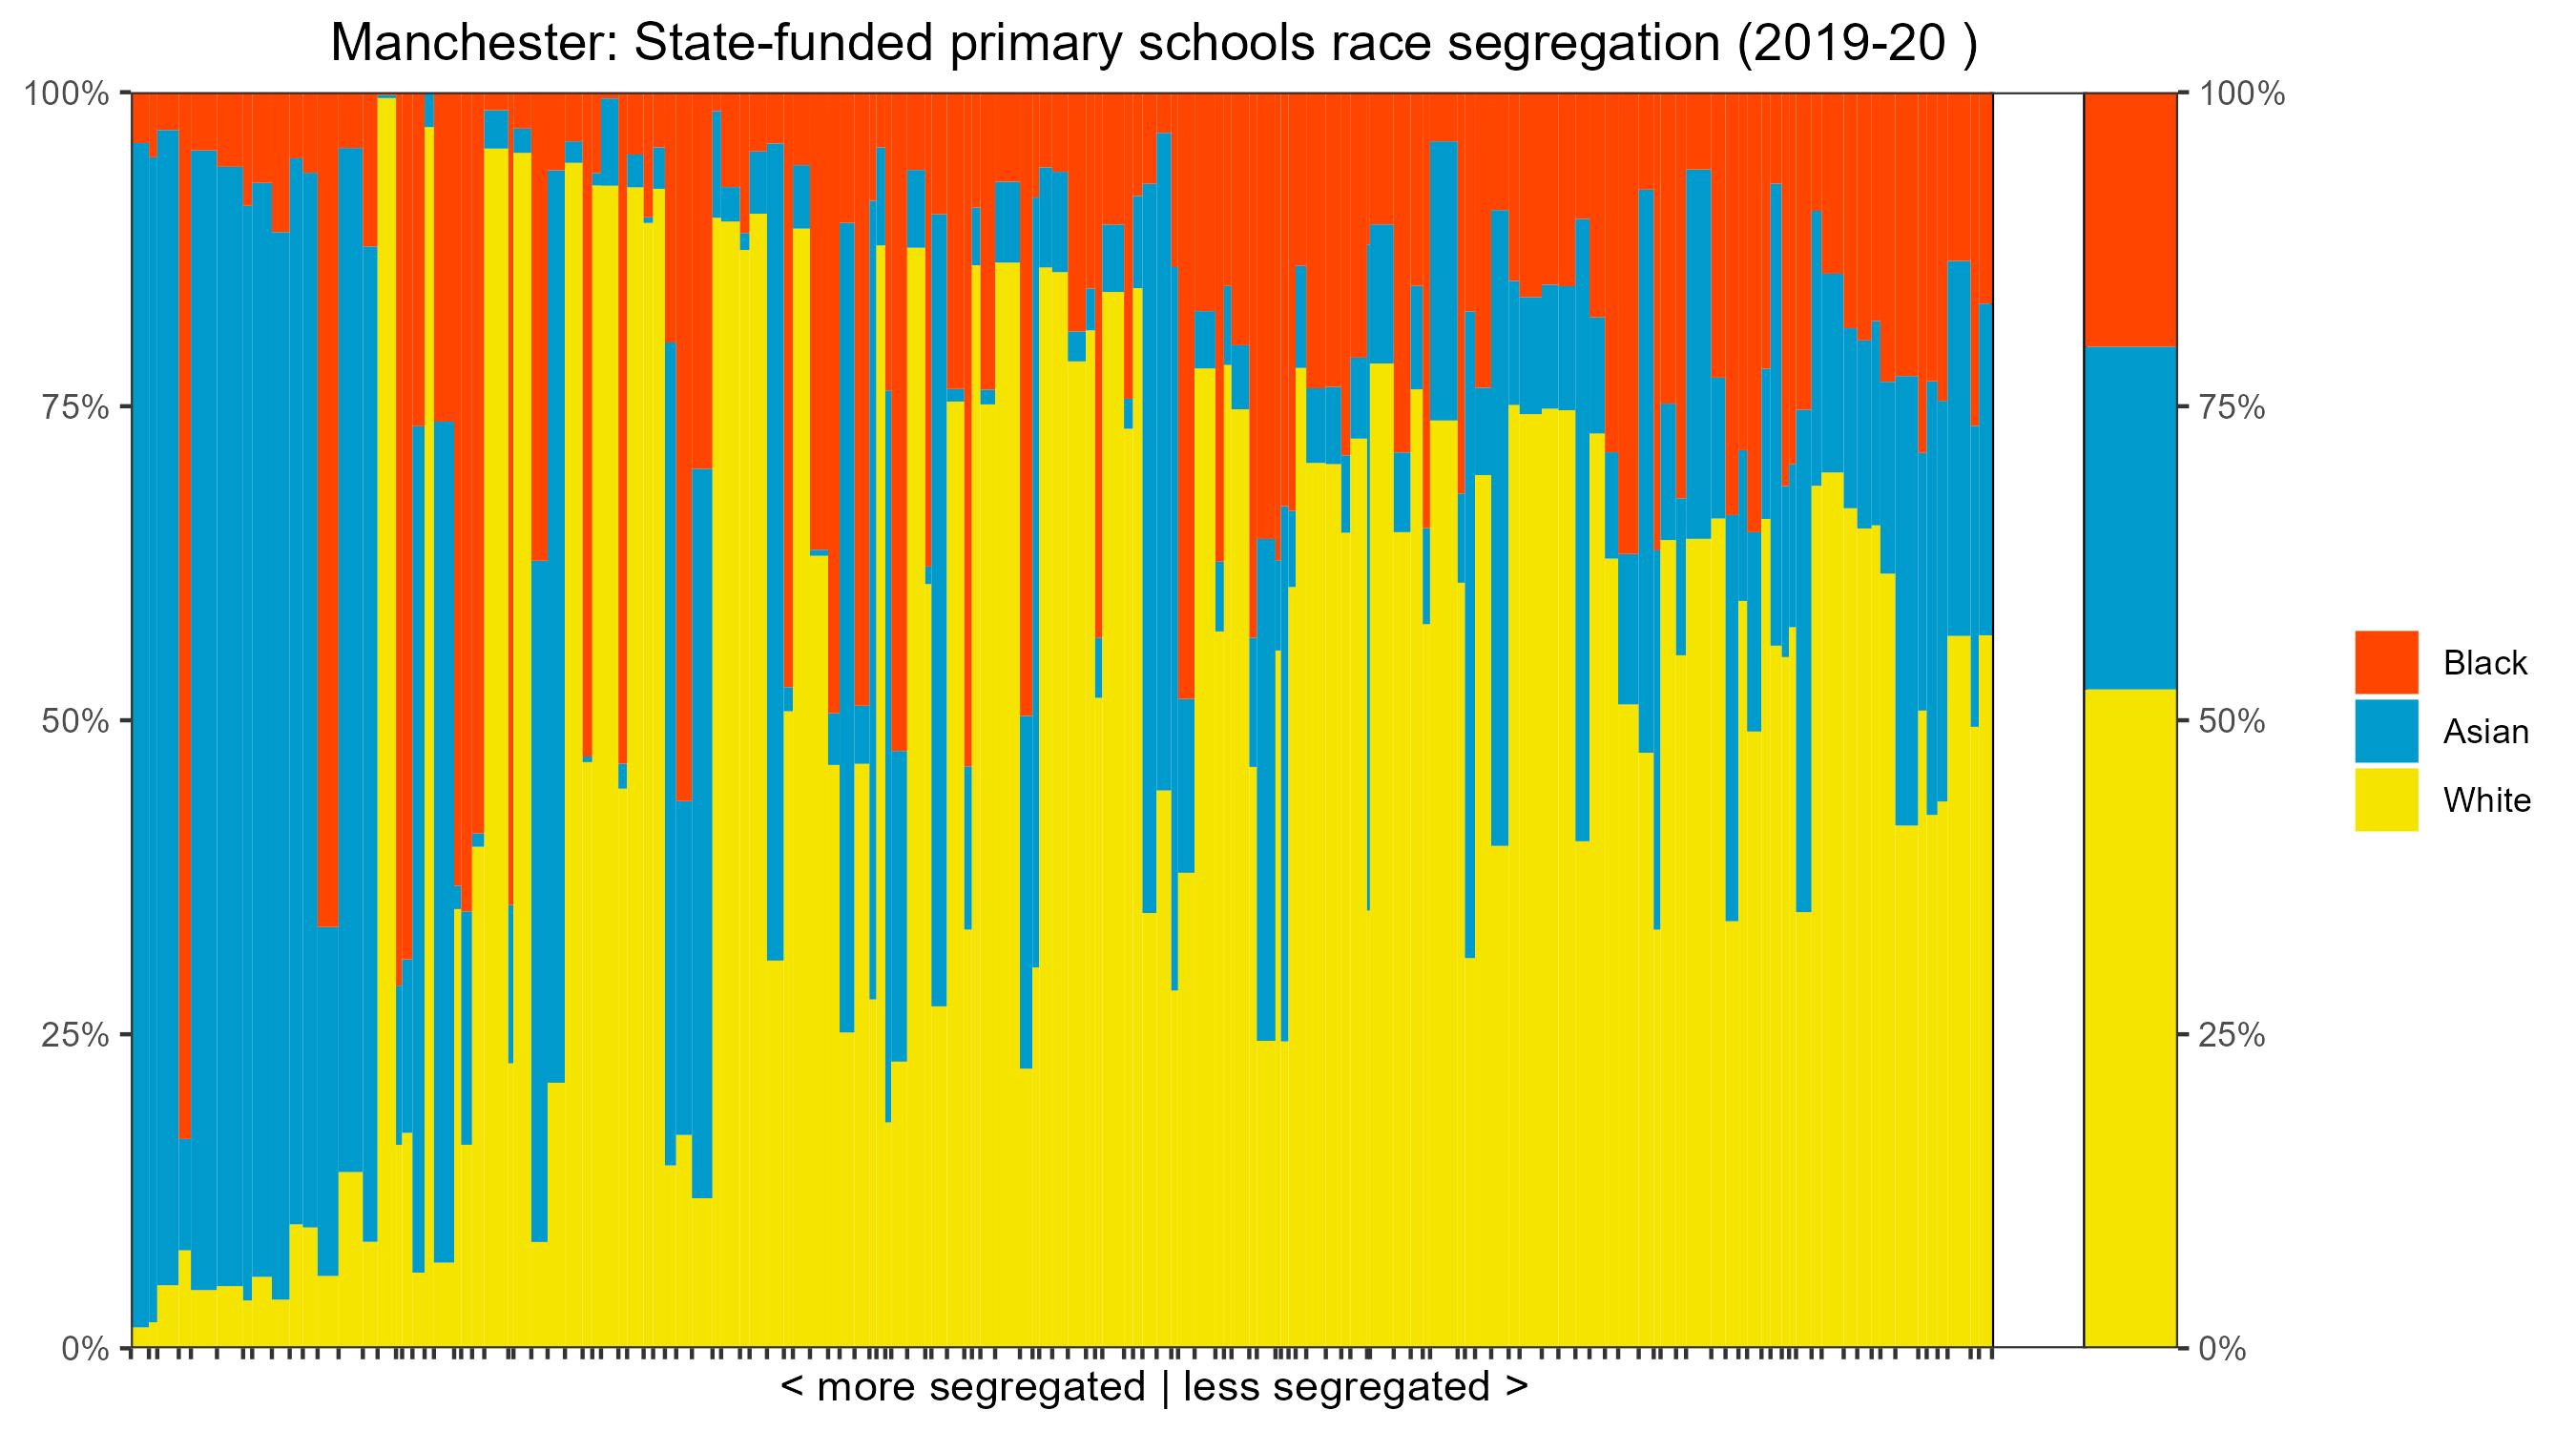 Manchester: State-funded primary schools race segregation (2019-20 )
100%
75%
50%
25%
0%
100%
75%
50%
25%
0%
Black
Asian
White
< more segregated | less segregated >